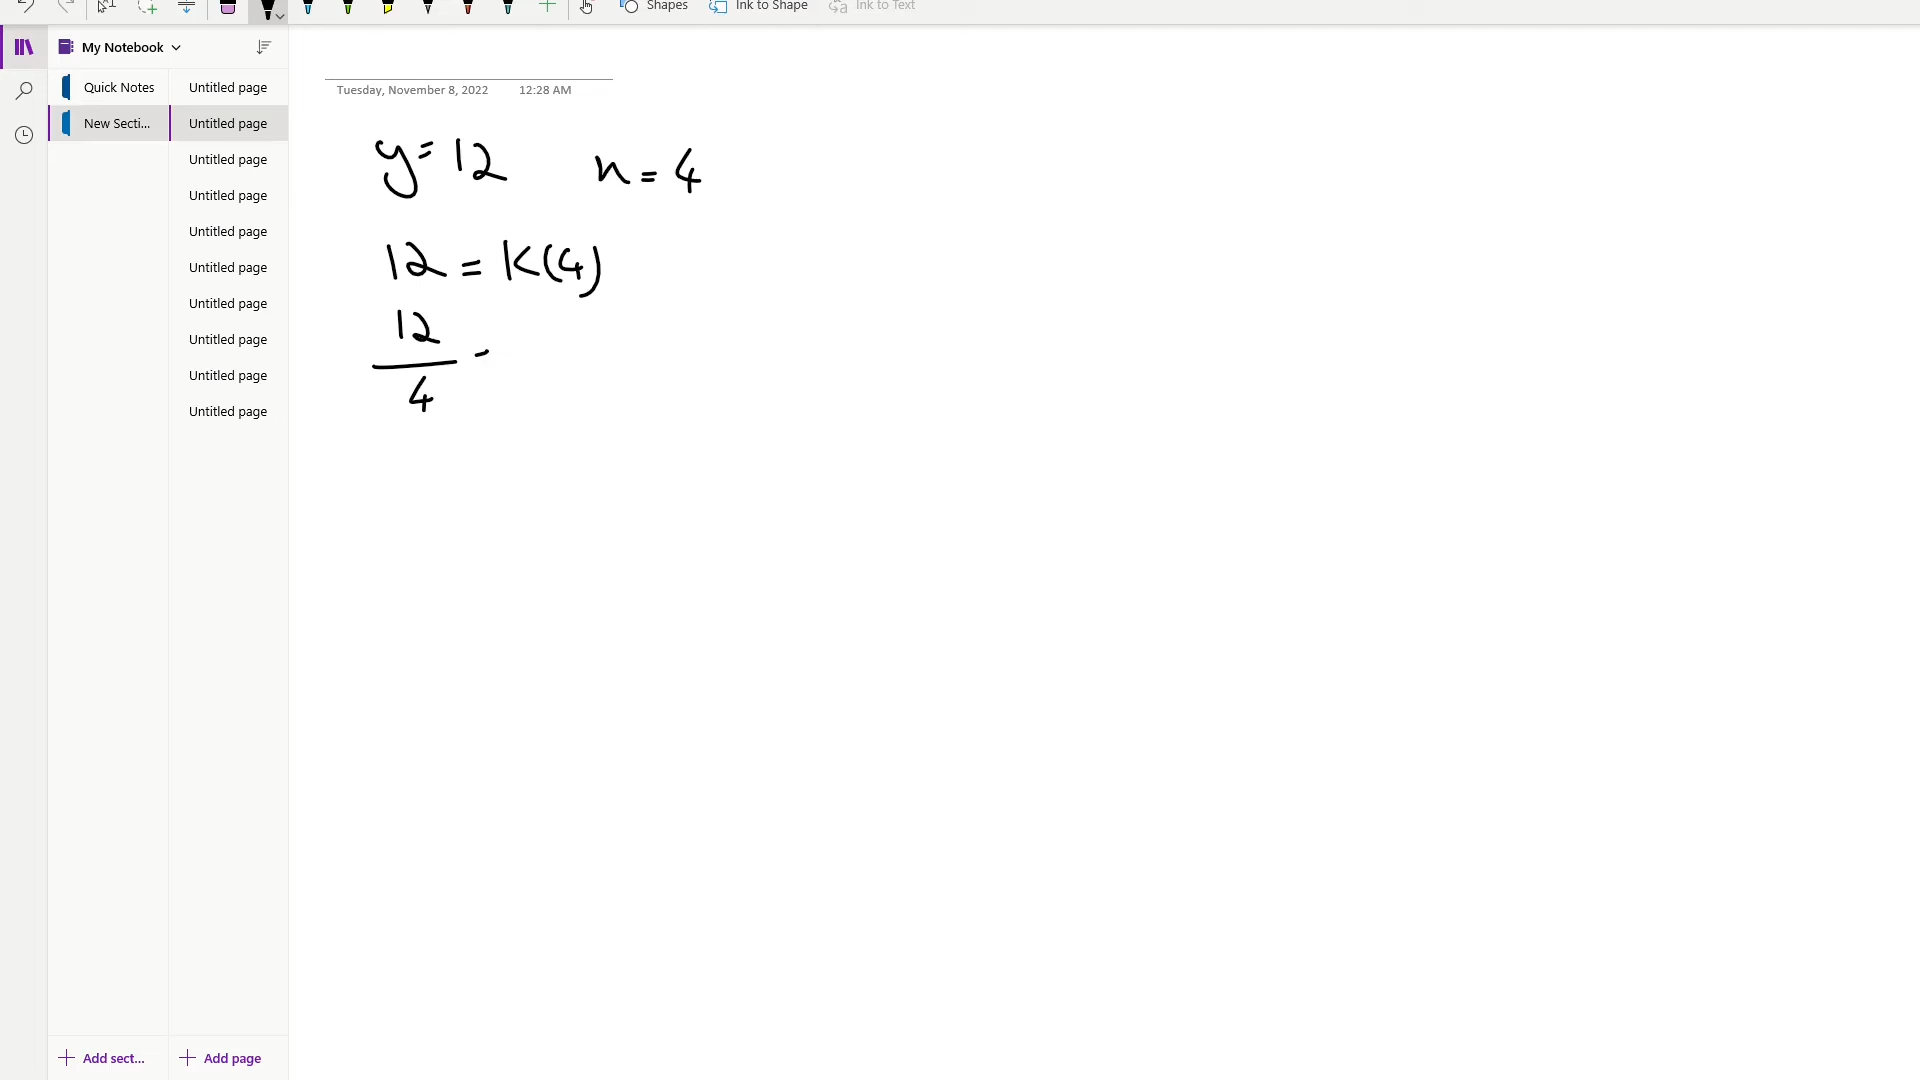 Shapes Ink to Shape Ink to Text
My Notebook
Quick Notes
New Secti...
Untitled page
Untitled page
Untitled page
Untitled page
Untitled page
Untitled page
Untitled page
Untitled page
Untitled page
Untitled page
Add sect...
Add page
Tuesday, November 8, 2022 12:28 AM
y = 12 x = 4
12 = K(4)
12
4 -